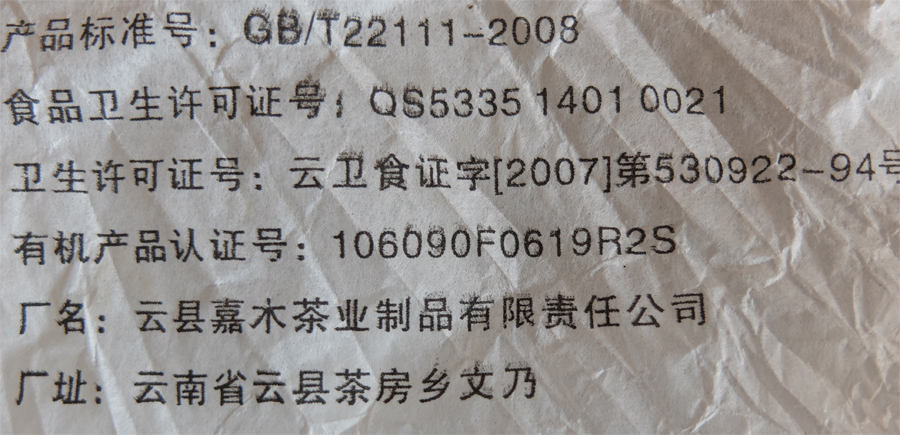 产品标准号：GB/T22111-2008
食品卫生许可证号：QS5335 1401 0021
卫生许可证号：云卫食证字[2007]第530922-94号
有机产品认证号：106090F0619R2S
厂名：云县嘉木茶业制品有限责任公司
厂址：云南省云县茶房乡文乃